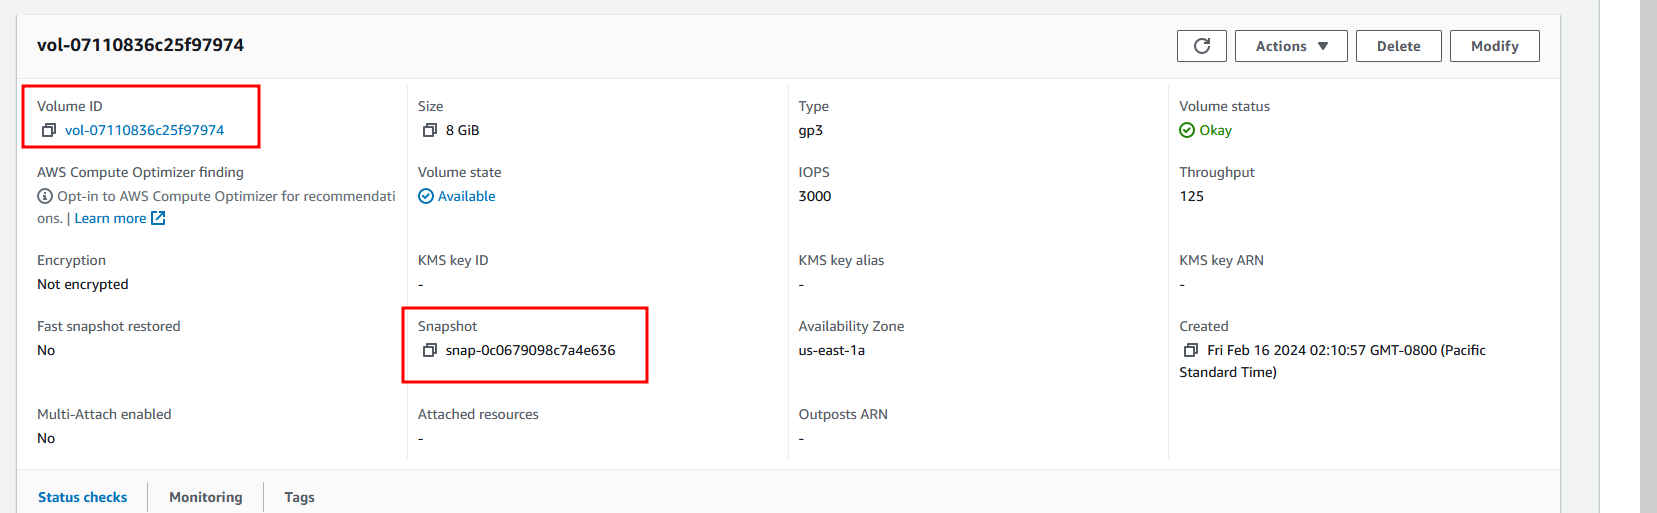 vol-07110836c25f97974
Actions
Delete
Modify
Volume ID
vol-07110836c25f97974
Size
8 GiB
Type
gp3
Volume status
Okay
AWS Compute Optimizer finding
Opt-in to AWS Compute Optimizer for recommendati
ons. | Learn more
Volume state
Available
IOPS
3000
Throughput
125
Encryption
Not encrypted
KMS key ID
-
KMS key alias
-
KMS key ARN
-
Fast snapshot restored
No
Snapshot
snap-0c0679098c7a4e636
Availability Zone
us-east-1a
Created
Fri Feb 16 2024 02:10:57 GMT-0800 (Pacific
Standard Time)
Multi-Attach enabled
No
Attached resources
-
Outposts ARN
-
Status checks
Monitoring
Tags